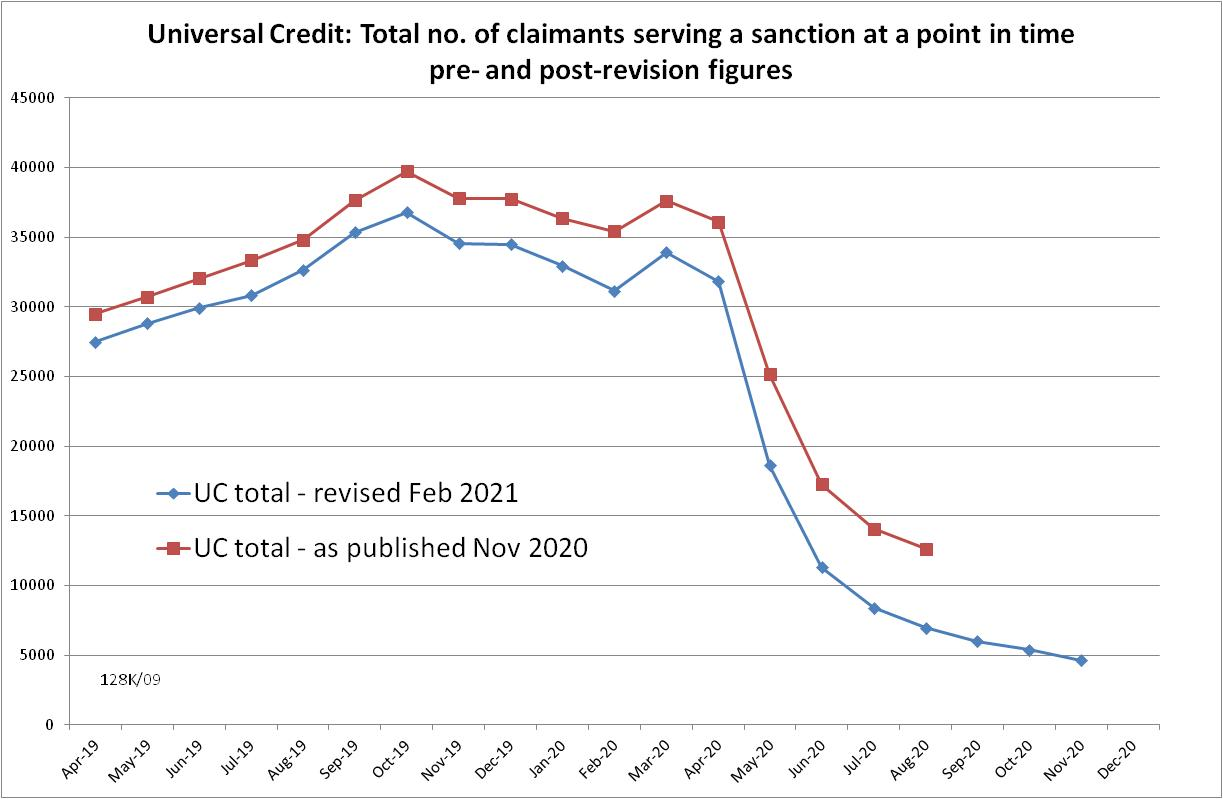 Universal Credit: Total no. of claimants serving a sanction at a point in time
pre- and post-revision figures
45000
40000
35000
30000
25000
20000
15000
10000
5000
0
UC total - revised Feb 2021
UC total - as published Nov 2020
128K/09
Apr-19
May-19
Jun-19
Jul-19
Aug-19
Sep-19
Oct-19
Nov-19
Dec-19
Jan-20
Feb-20
Mar-20
Apr-20
May-20
Jun-20
Jul-20
Aug-20
Sep-20
Oct-20
Nov-20
Dec-20